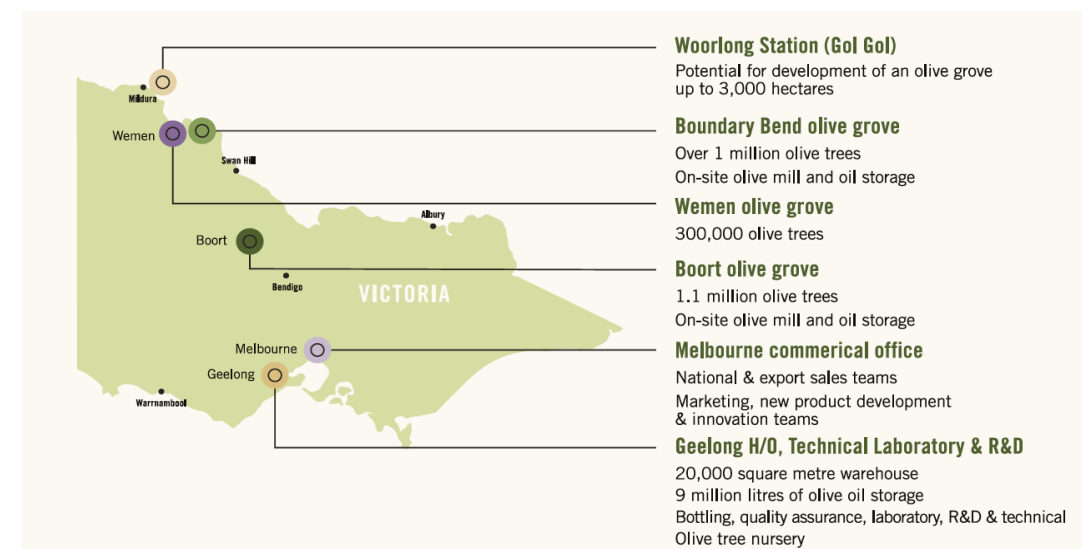 Woorlong Station (Gol Gol)
Potential for development of an olive grove
up to 3,000 hectares
Mildura
Boundary Bend olive grove
Wemen
Over 1 million olive trees
Swan Hill
On-site olive mill and oil storage
Wemen olive grove
Albury
300,000 olive trees
Boort
Boort olive grove
Bendigo
VICTORIA
1.1 million olive trees
On-site olive mill and oil storage
Melbourne
Melbourne commerical office
Geelong
National & export sales teams
Warrnambool
Marketing, new product development
& innovation teams
Geelong H/O, Technical Laboratory & R&D
20,000 square metre warehouse
9 million litres of olive oil storage
Bottling, quality assurance, laboratory, R&D & technical
Olive tree nursery